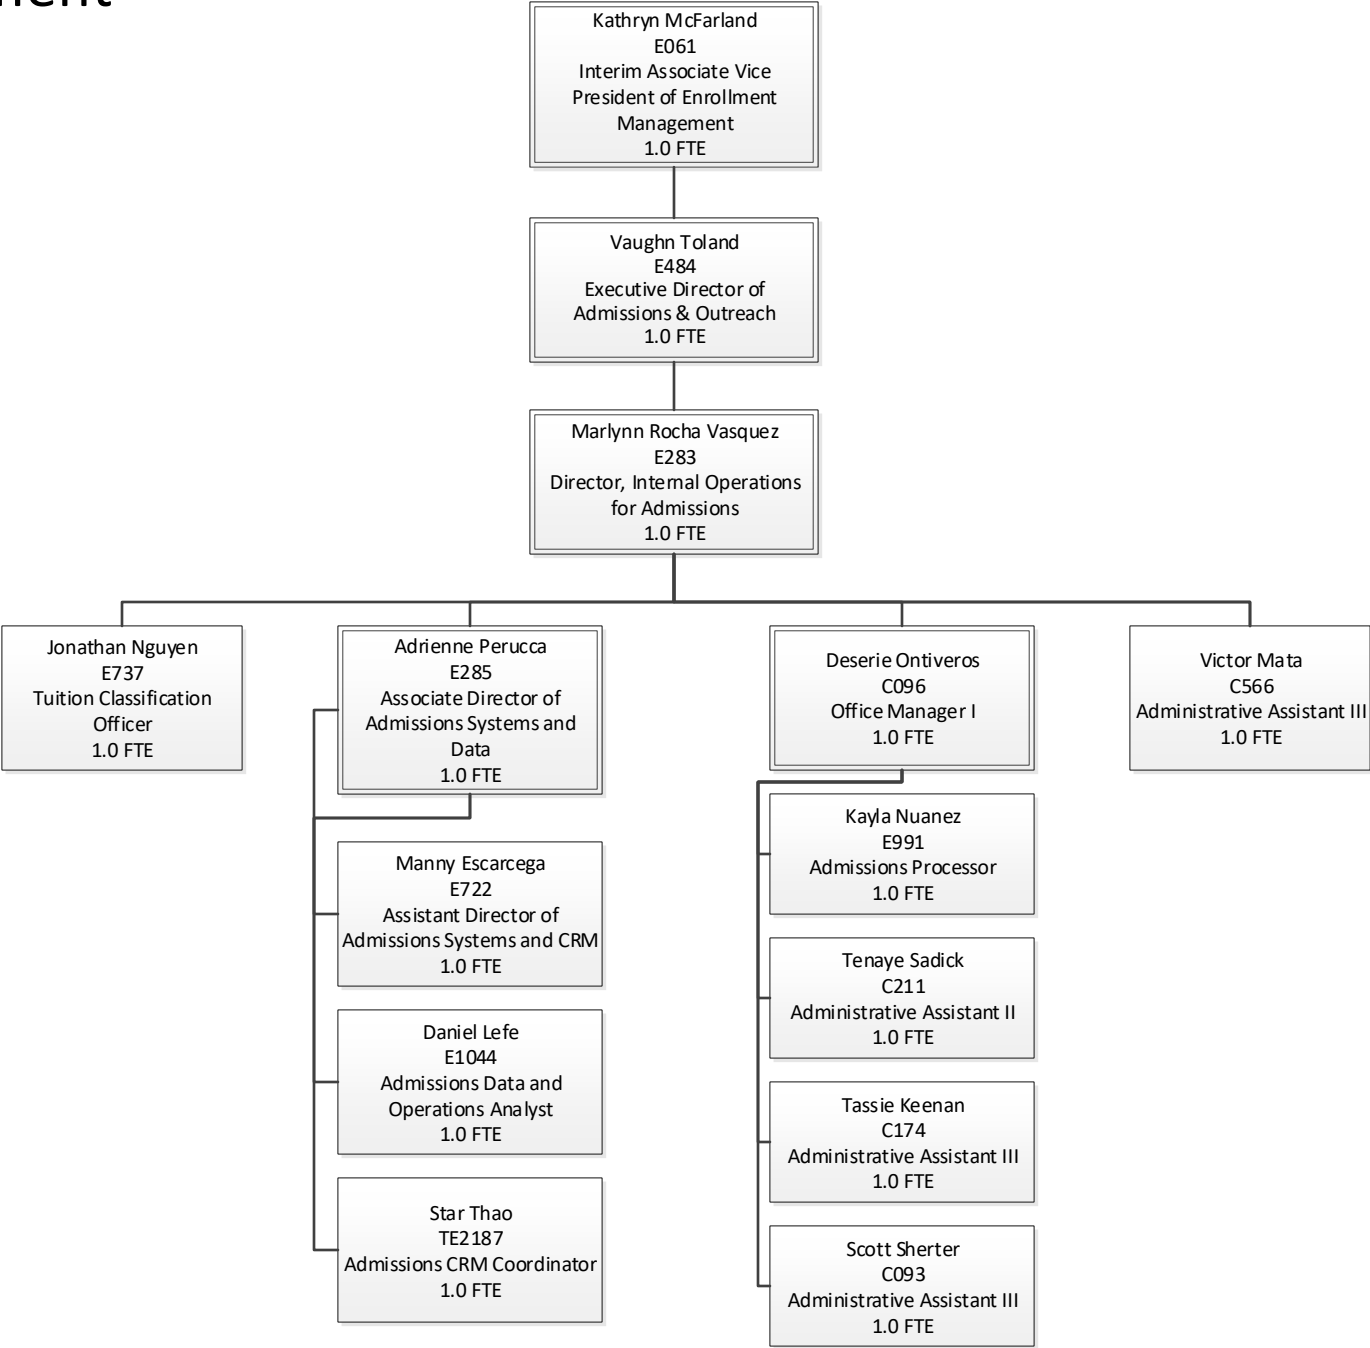 Kathryn McFarland
E061
Interim Associate Vice
President of Enrollment
Management
1.0 FTE
Vaughn Toland
E484
Executive Director of
Admissions & Outreach
1.0 FTE
Marlynn Rocha Vasquez
E283
Director, Internal Operations
for Admissions
1.0 FTE
Jonathan Nguyen
E737
Tuition Classification
Officer
1.0 FTE
Adrienne Perucca
E285
Associate Director of
Admissions Systems and
Data
1.0 FTE
Manny Escarcega
E722
Assistant Director of
Admissions Systems and CRM
1.0 FTE
Daniel Lefe
E1044
Admissions Data and
Operations Analyst
1.0 FTE
Star Thao
TE2187
Admissions CRM Coordinator
1.0 FTE
Deserie Ontiveros
C096
Office Manager I
1.0 FTE
Kayla Nuanez
E991
Admissions Processor
1.0 FTE
Tenaye Sadick
C211
Administrative Assistant II
1.0 FTE
Tassie Keenan
C174
Administrative Assistant III
1.0 FTE
Scott Sherter
C093
Administrative Assistant III
1.0 FTE
Victor Mata
C566
Administrative Assistant III
1.0 FTE